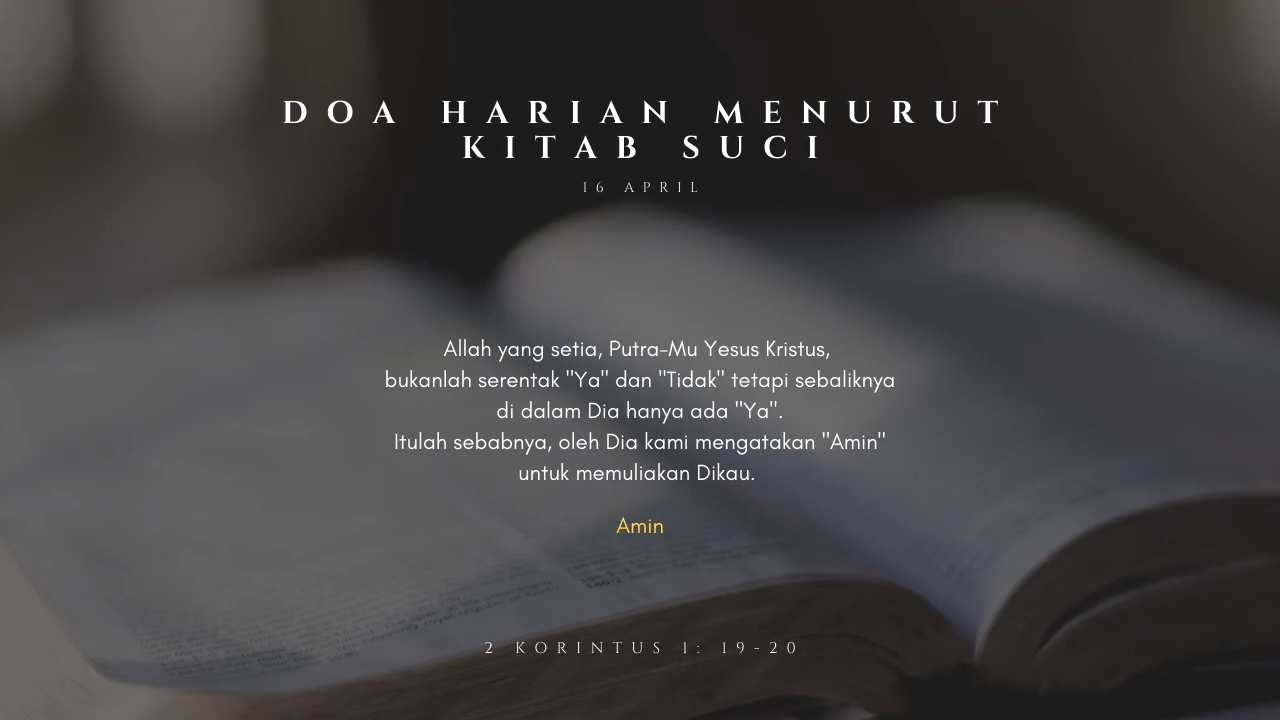 DOA HARIAN MENURUT
KITAB SUCI
16 APRIL
Allah yang setia, Putra-Mu Yesus Kristus,
bukanlah serentak "Ya" dan "Tidak" tetapi sebaliknya
di dalam Dia hanya ada "Ya".
Itulah sebabnya, oleh Dia kami mengatakan "Amin"
untuk memuliakan Dikau.
Amin
2 KORINTUS 1: 19-20